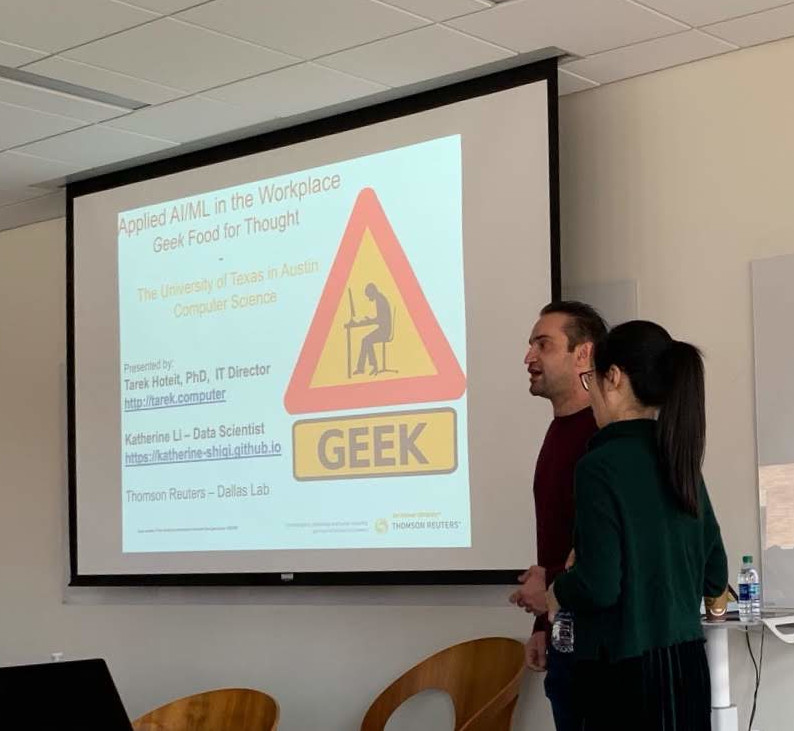 Applied AI/ML in the Workplace
Geek Food for Thought
-
The University of Texas in Austin
Computer Science
Presented by:
Tarek Hoteit, PhD, IT Director
http://tarek.computer
Katherine Li – Data Scientist
https://katherine-shiqi.github.io
Thomson Reuters – Dallas Lab
GEEK
THOMSON REUTERS